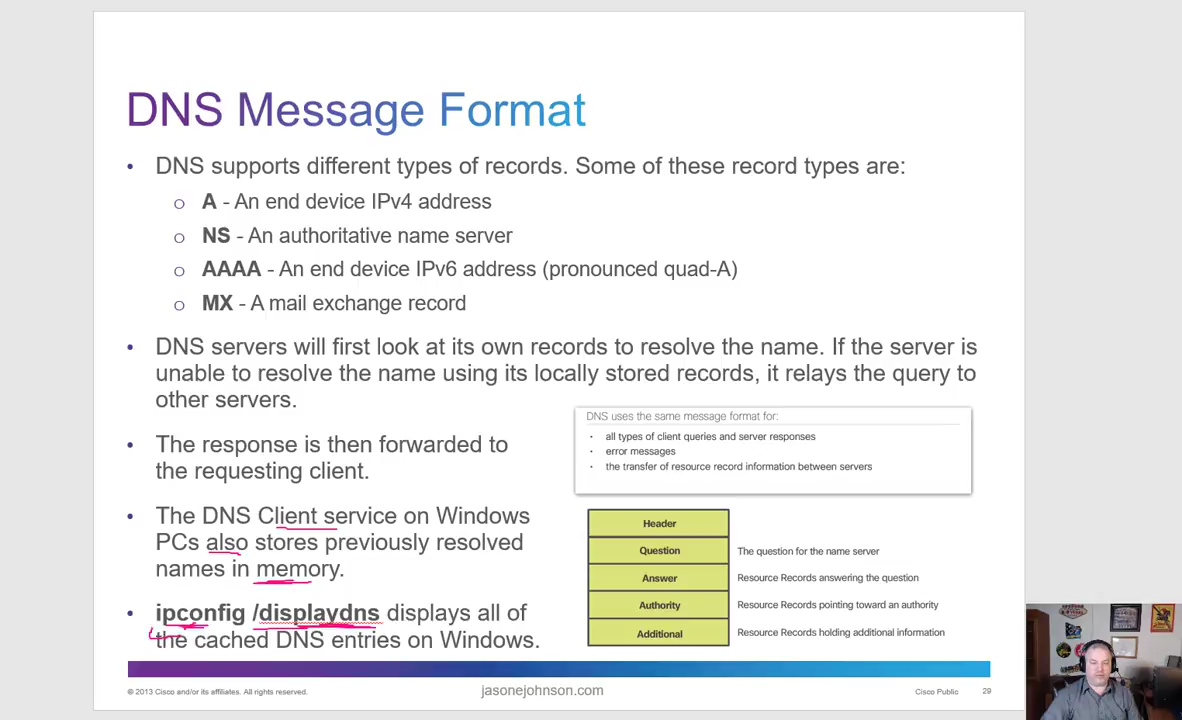 DNS Message Format
• DNS supports different types of records. Some of these record types are:
o A - An end device IPv4 address
o NS - An authoritative name server
o AAAA - An end device IPv6 address (pronounced quad-A)
o MX - A mail exchange record
• DNS servers will first look at its own records to resolve the name. If the server is
unable to resolve the name using its locally stored records, it relays the query to
other servers.
• The response is then forwarded to
the requesting client.
• The DNS Client service on Windows
PCs also stores previously resolved
names in memory.
• ipconfig /displaydns displays all of
the cached DNS entries on Windows.
DNS uses the same message format for:
• all types of client queries and server responses
• error messages
• the transfer of resource record information between servers
Header
Question The question for the name server
Answer Resource Records answering the question
Authority Resource Records pointing toward an authority
Additional Resource Records holding additional information
© 2013 Cisco and/or its affiliates. All rights reserved. jasonejohnson.com Cisco Public 29